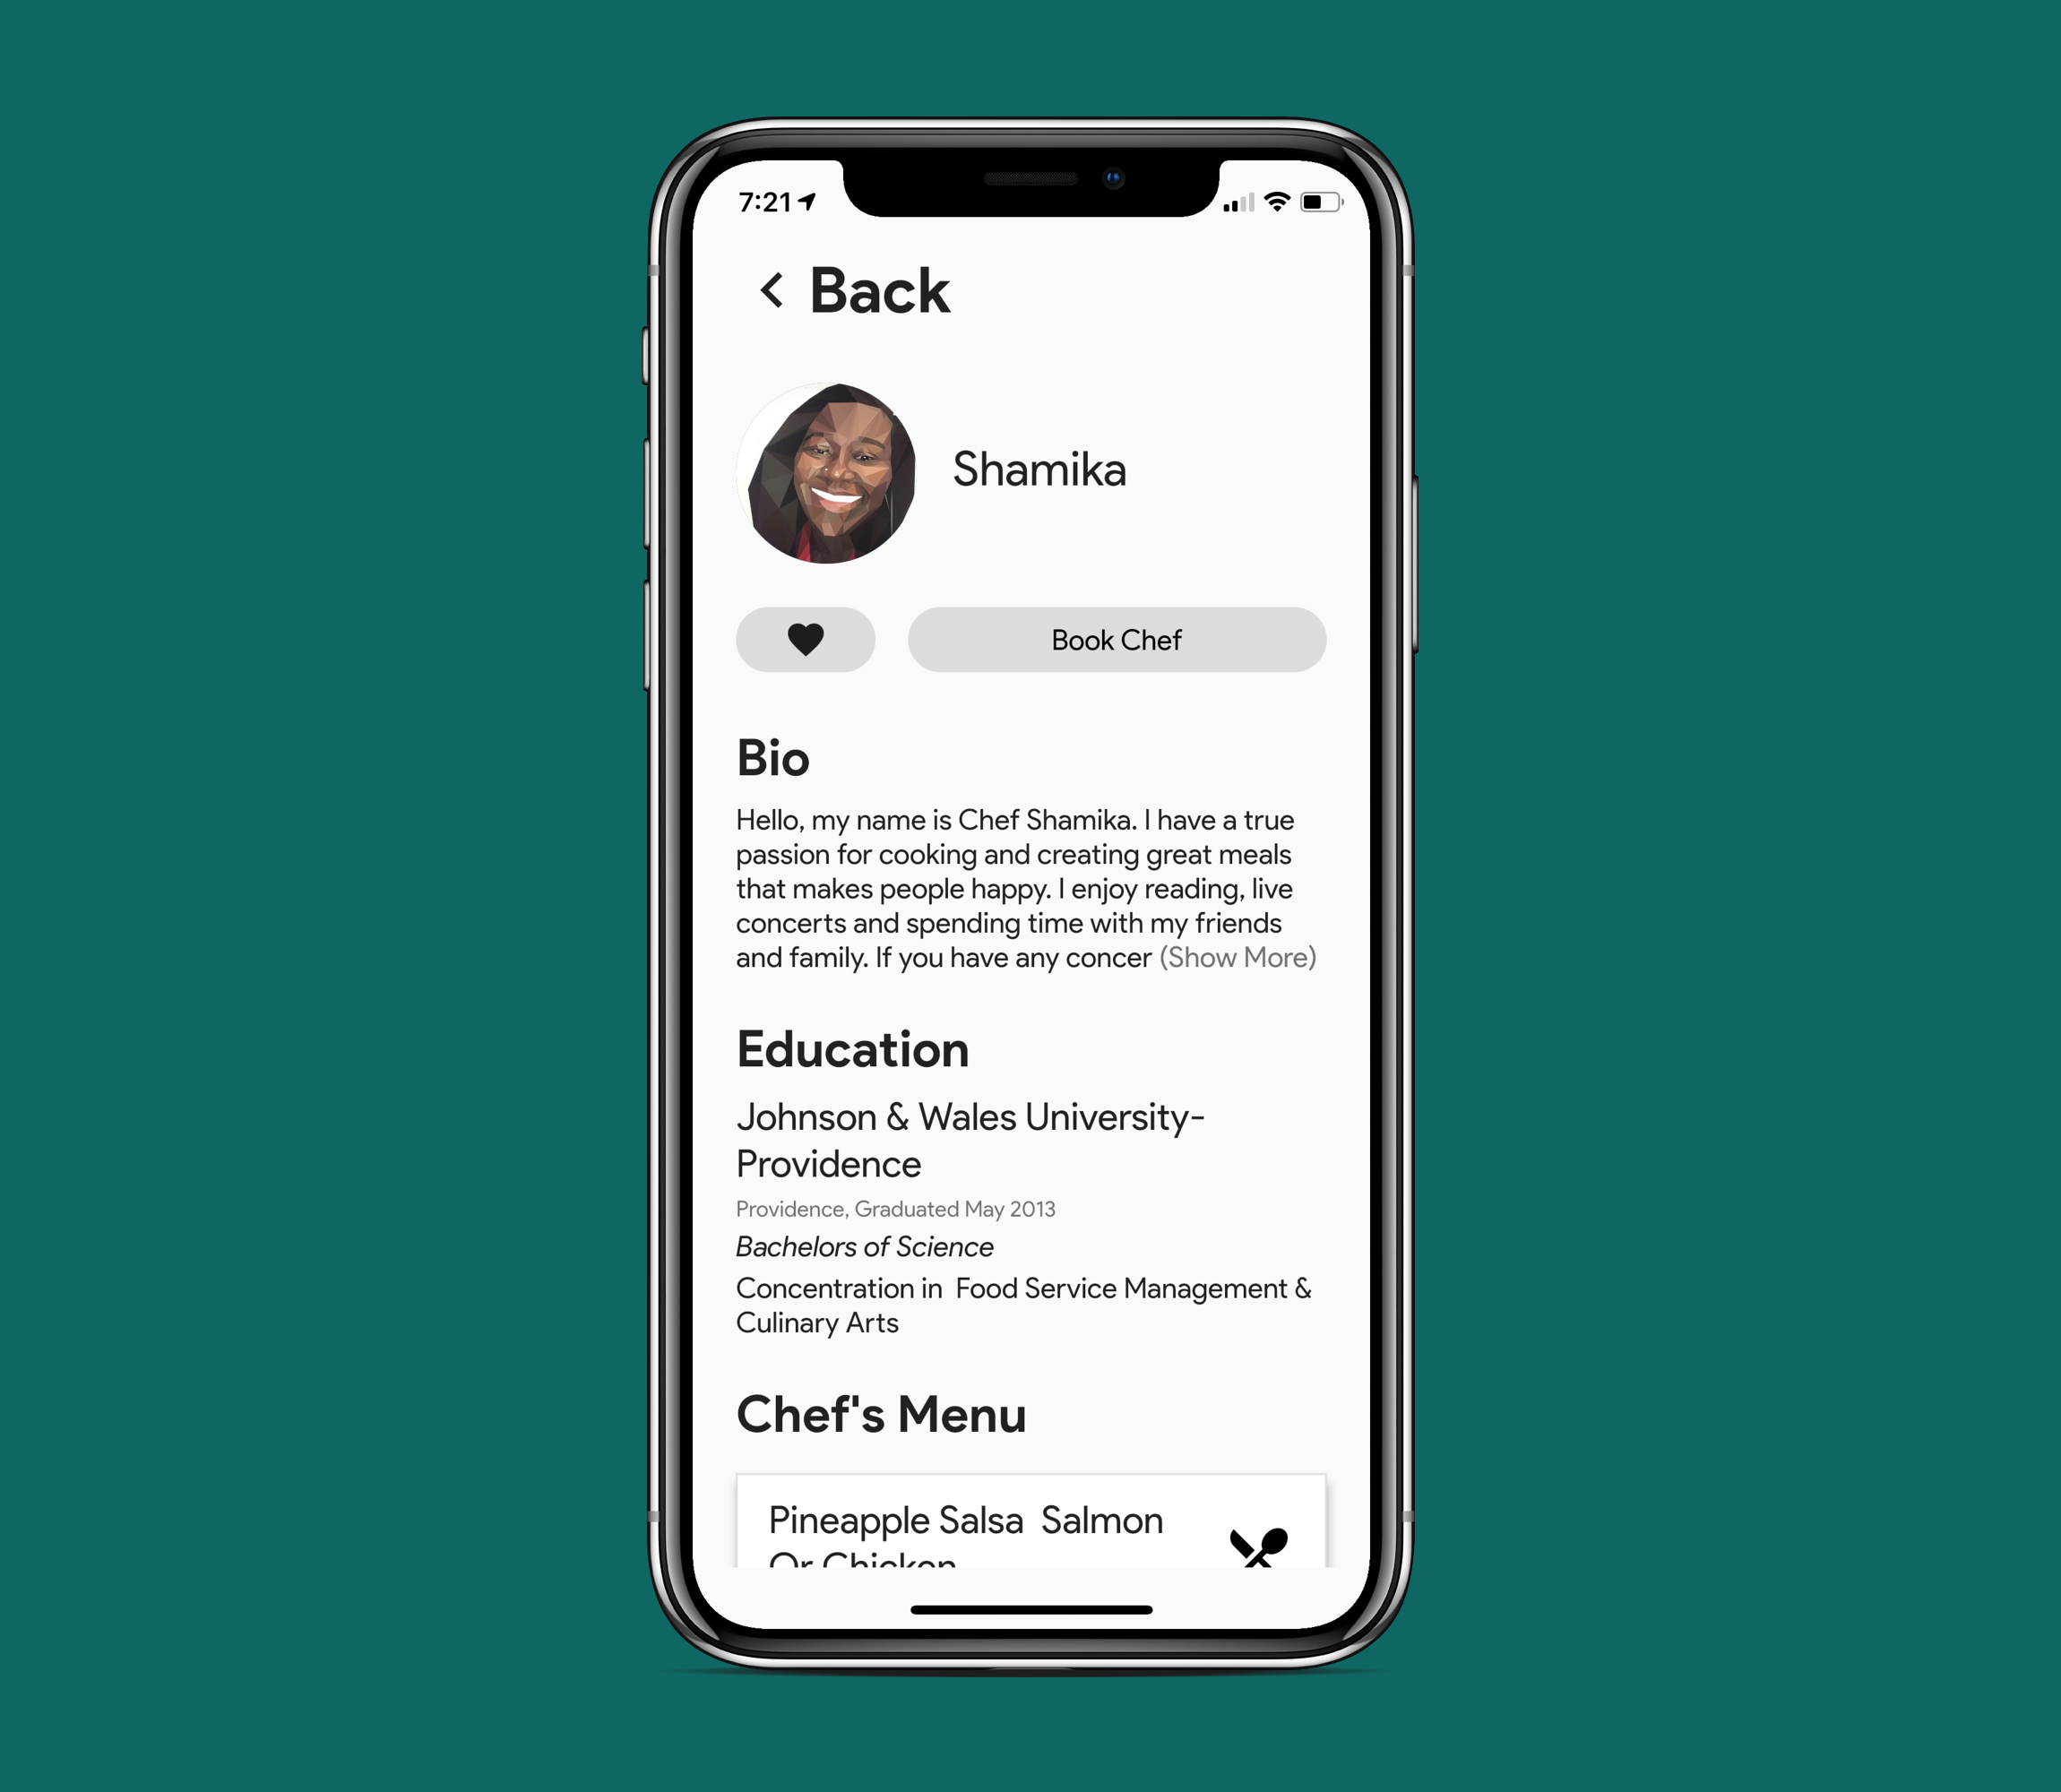 7:21
Back
Shamika
Book Chef
Bio
Hello, my name is Chef Shamika. I have a true
passion for cooking and creating great meals
that makes people happy. I enjoy reading, live
concerts and spending time with my friends
and family. If you have any concer (Show More)
Education
Johnson & Wales University-
Providence
Providence, Graduated May 2013
Bachelors of Science
Concentration in  Food Service Management &
Culinary Arts
Chef's Menu
Pineapple Salsa  Salmon
Or Chicken